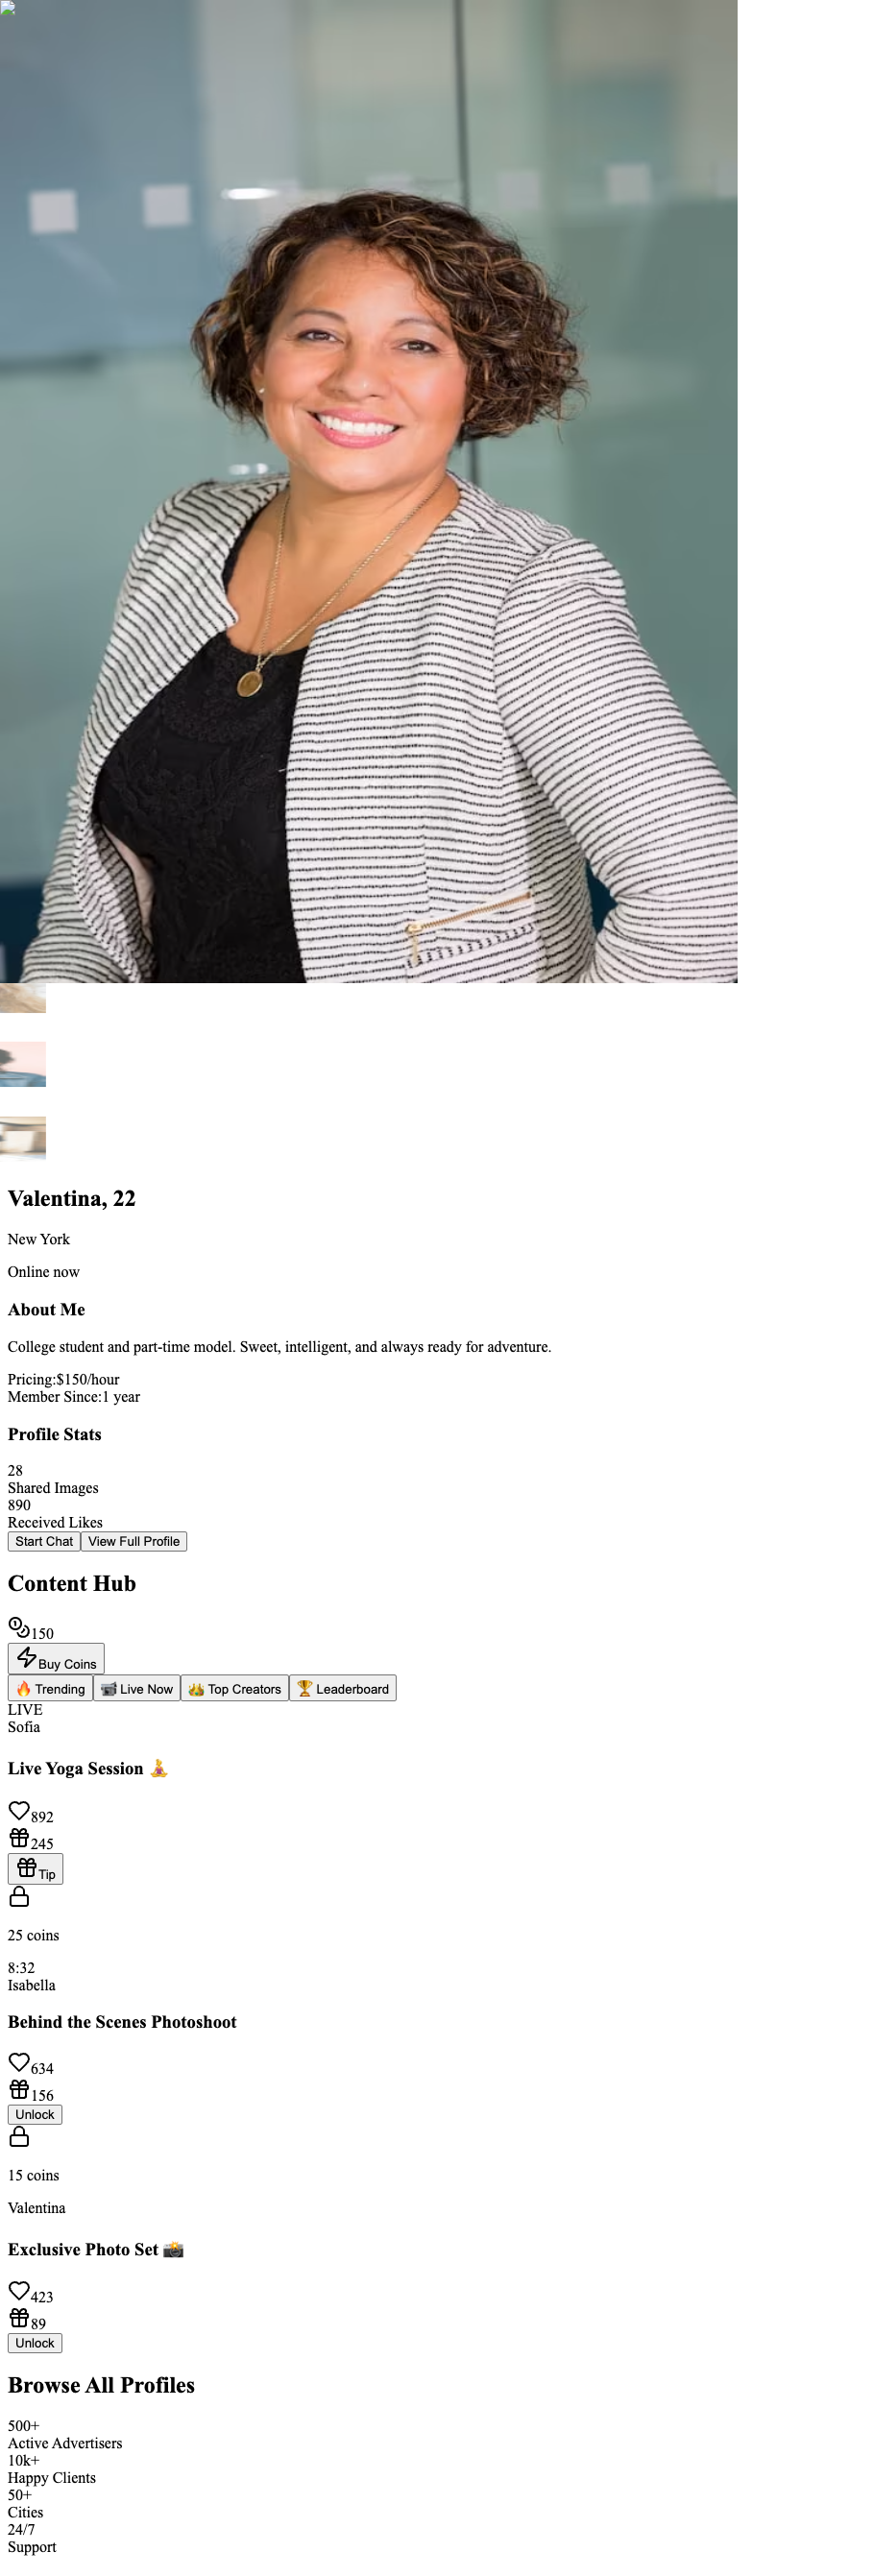 Valentina, 22
New York
Online now
About Me
College student and part-time model. Sweet, intelligent, and always ready for adventure.
Pricing:$150/hour
Member Since:1 year
Profile Stats
28
Shared Images
890
Received Likes
Start Chat View Full Profile
Content Hub
150
Buy Coins
🔥 Trending 📹 Live Now 👑 Top Creators 🏆 Leaderboard
LIVE
Sofia
Live Yoga Session 🧘‍♀️
892
245
Tip
25 coins
8:32
Isabella
Behind the Scenes Photoshoot
634
156
Unlock
15 coins
Valentina
Exclusive Photo Set 📸
423
89
Unlock
Browse All Profiles
500+
Active Advertisers
10k+
Happy Clients
50+
Cities
24/7
Support